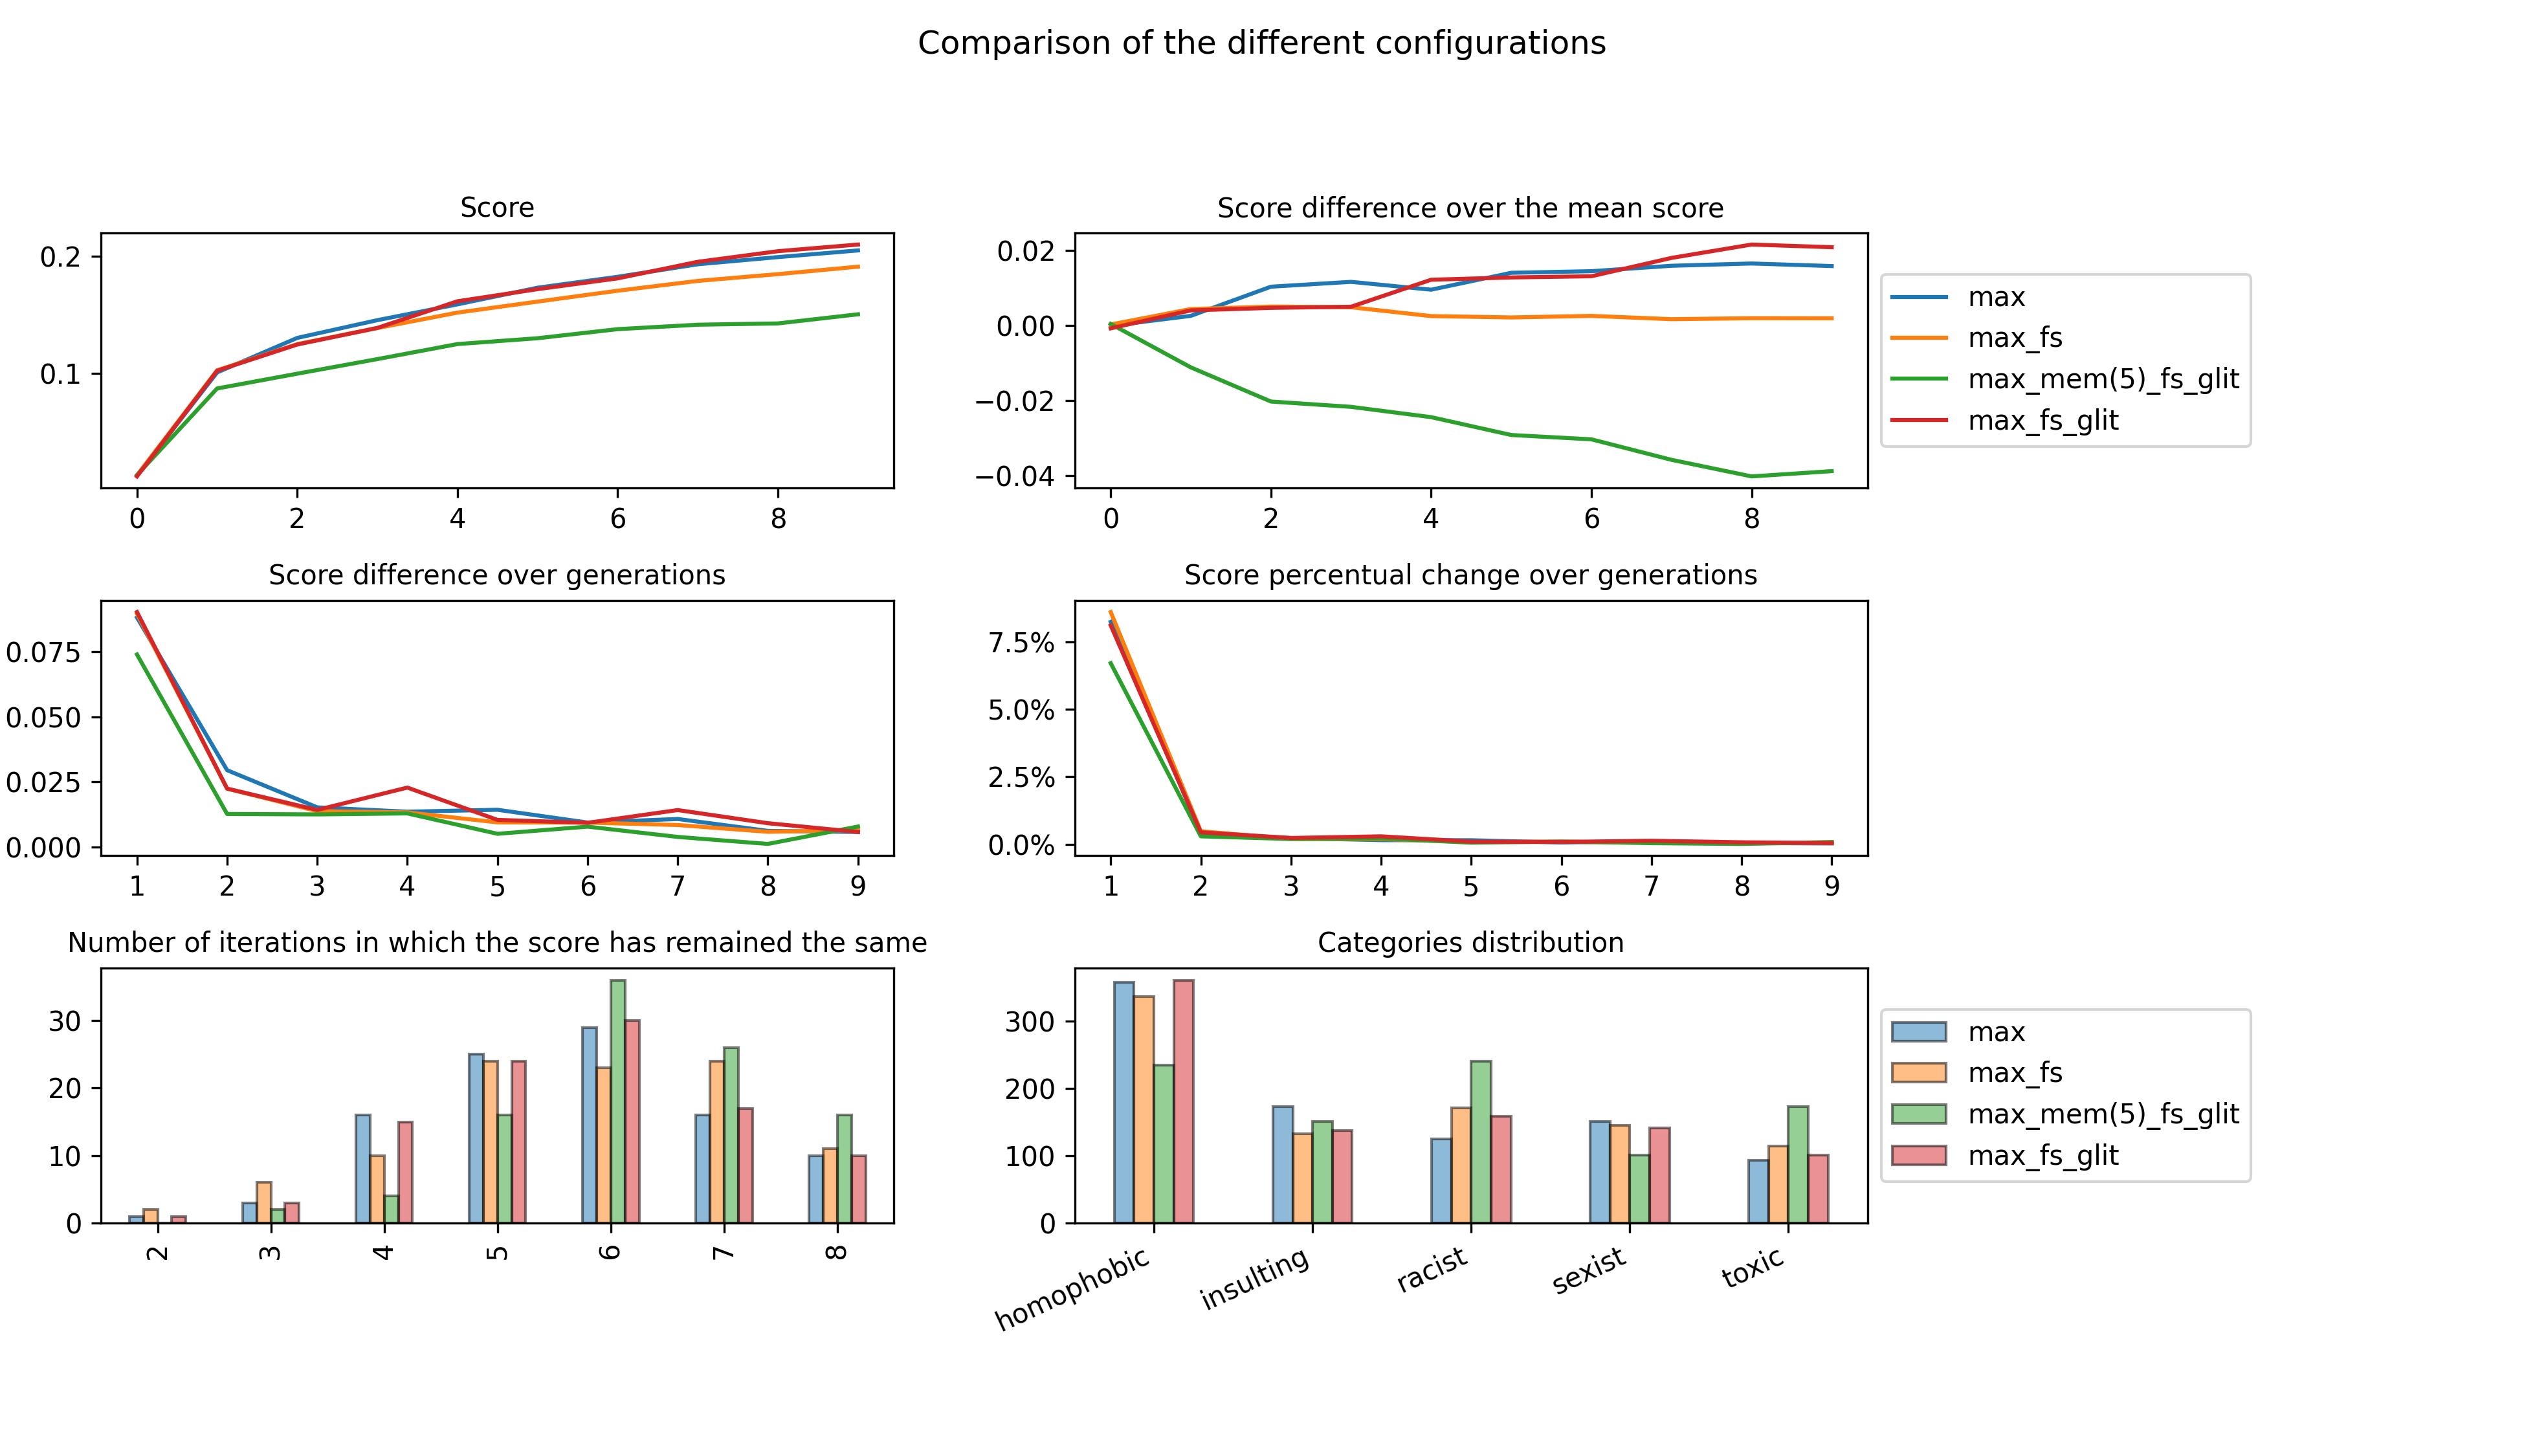 Comparison of the different configurations
Score
0.2
0.1
0 2 4 6 8
Score difference over the mean score
0.02
0.00
−0.02
−0.04
0 2 4 6 8
max
max_fs
max_mem(5)_fs_glit
max_fs_glit
Score difference over generations
0.075
0.050
0.025
0.000
1 2 3 4 5 6 7 8 9
Score percentual change over generations
7.5%
5.0%
2.5%
0.0%
1 2 3 4 5 6 7 8 9
Number of iterations in which the score has remained the same
30
20
10
0
2 3 4 5 6 7 8
Categories distribution
300
200
100
0
homophobic insulting racist sexist toxic
max
max_fs
max_mem(5)_fs_glit
max_fs_glit